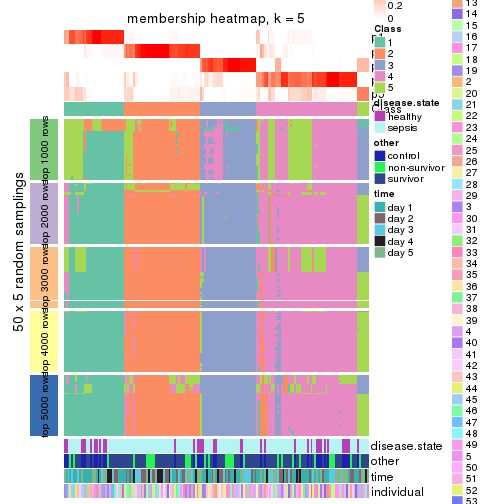 membership heatmap, k = 5
50 x 5 random samplings
top 1000 rows
top 2000 rows
top 3000 rows
top 4000 rows
top 5000 rows
Class
disease.state
other
time
individual
0.2
0
Class
1
2
3
4
5
disease.state
healthy
sepsis
other
control
non-survivor
survivor
time
day 1
day 2
day 3
day 4
day 5
13
14
15
16
17
18
19
2
20
21
22
23
24
25
26
27
28
29
3
30
31
32
33
34
35
36
37
38
39
4
40
41
42
43
44
45
46
47
48
49
5
50
51
52
53